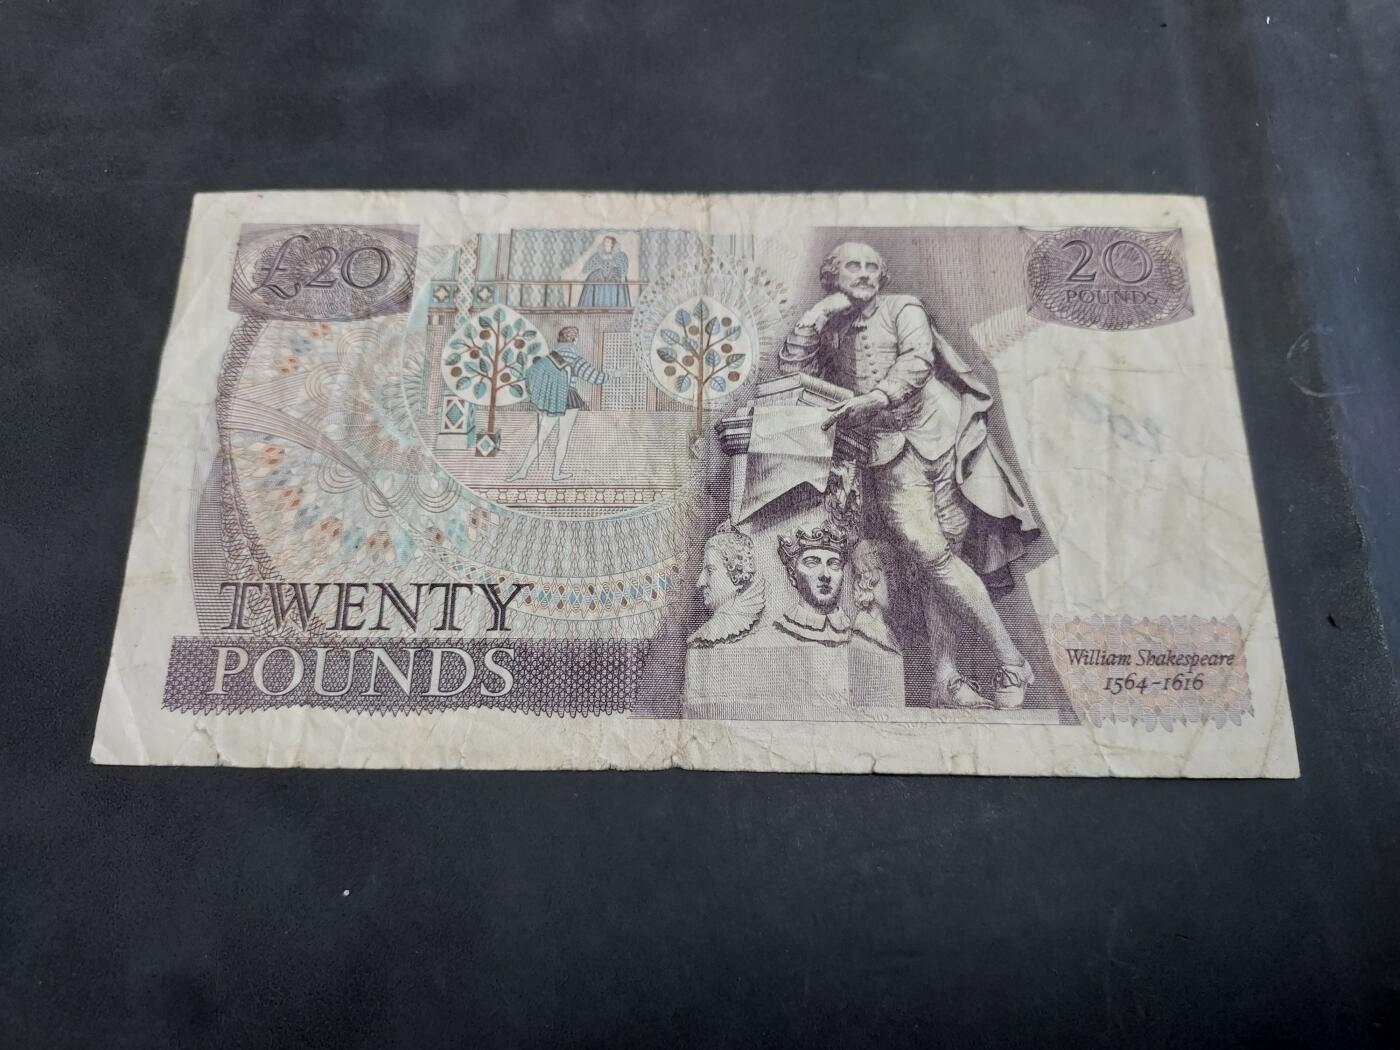 £20
20
POUNDS
TWENTY
POUNDS
William Shakespeare
1564-1616